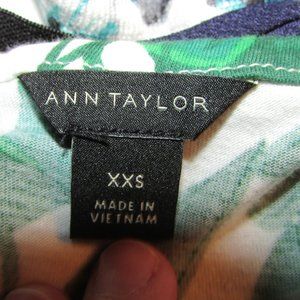 ANN TAYLOR
XXS
MADE IN
VIETNAM